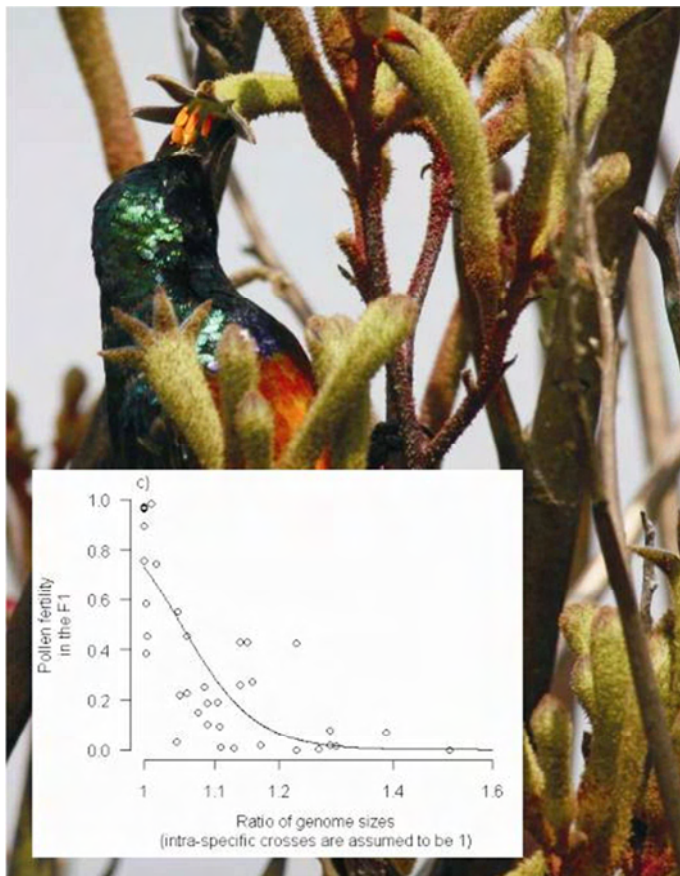 c)
1.0
0.8
0.6
0.4
0.2
0.0
Pollen fertility
in the F1
1 1.1 1.2 1.4 1.6
Ratio of genome sizes
(intra-specific crosses are assumed to be 1)